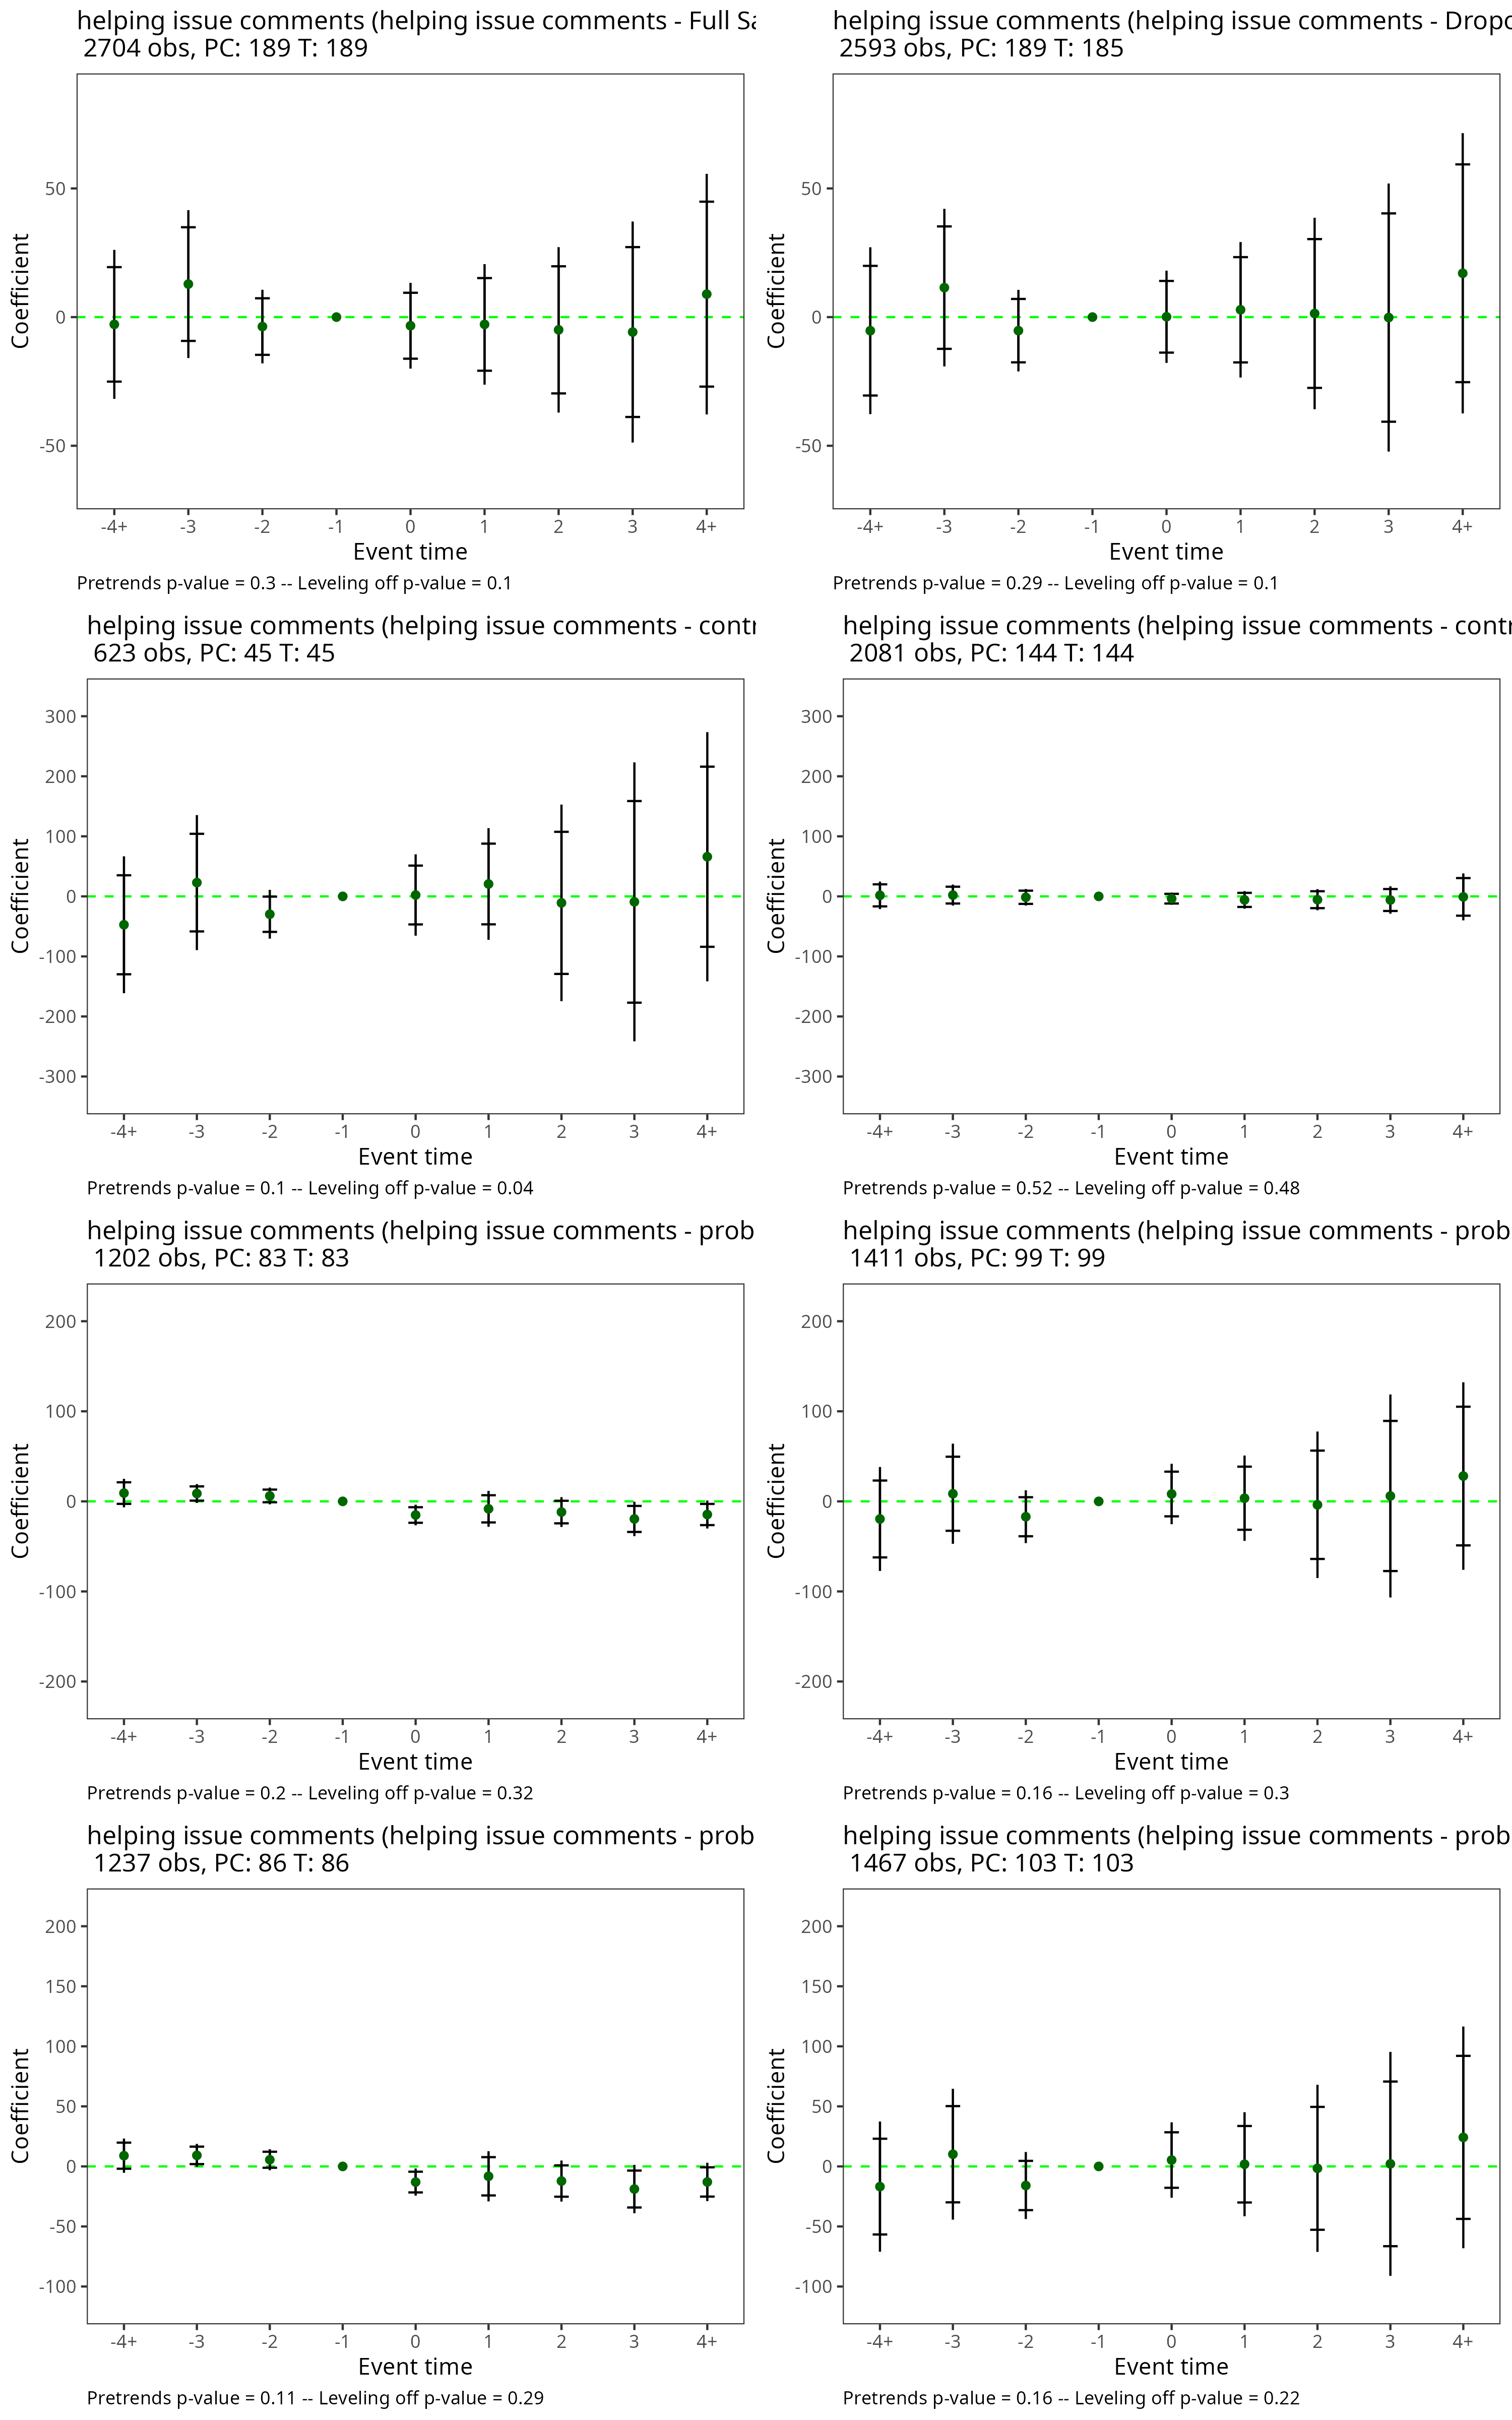 helping issue comments (helping issue comments - Full Sa
2704 obs, PC: 189 T: 189
50
0
-50
Coefficient
-4+ -3 -2 -1 0 1 2 3 4+
Event time
Pretrends p-value = 0.3 -- Leveling off p-value = 0.1
helping issue comments (helping issue comments - Dropo
2593 obs, PC: 189 T: 185
50
0
-50
Coefficient
-4+ -3 -2 -1 0 1 2 3 4+
Event time
Pretrends p-value = 0.29 -- Leveling off p-value = 0.1
helping issue comments (helping issue comments - contr
623 obs, PC: 45 T: 45
300
200
100
0
-100
-200
-300
Coefficient
-4+ -3 -2 -1 0 1 2 3 4+
Event time
Pretrends p-value = 0.1 -- Leveling off p-value = 0.04
helping issue comments (helping issue comments - contr
2081 obs, PC: 144 T: 144
300
200
100
0
-100
-200
-300
Coefficient
-4+ -3 -2 -1 0 1 2 3 4+
Event time
Pretrends p-value = 0.52 -- Leveling off p-value = 0.48
helping issue comments (helping issue comments - prob
1202 obs, PC: 83 T: 83
200
100
0
-100
-200
Coefficient
-4+ -3 -2 -1 0 1 2 3 4+
Event time
Pretrends p-value = 0.2 -- Leveling off p-value = 0.32
helping issue comments (helping issue comments - prob
1411 obs, PC: 99 T: 99
200
100
0
-100
-200
Coefficient
-4+ -3 -2 -1 0 1 2 3 4+
Event time
Pretrends p-value = 0.16 -- Leveling off p-value = 0.3
helping issue comments (helping issue comments - prob
1237 obs, PC: 86 T: 86
200
150
100
50
0
-50
-100
Coefficient
-4+ -3 -2 -1 0 1 2 3 4+
Event time
Pretrends p-value = 0.11 -- Leveling off p-value = 0.29
helping issue comments (helping issue comments - prob
1467 obs, PC: 103 T: 103
200
150
100
50
0
-50
-100
Coefficient
-4+ -3 -2 -1 0 1 2 3 4+
Event time
Pretrends p-value = 0.16 -- Leveling off p-value = 0.22